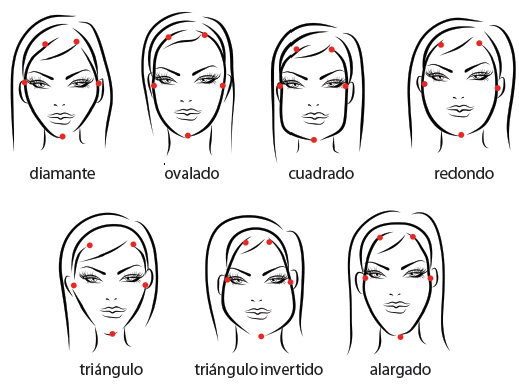 diamante
ovalado
cuadrado
redondo
triángulo
triángulo invertido
alargado